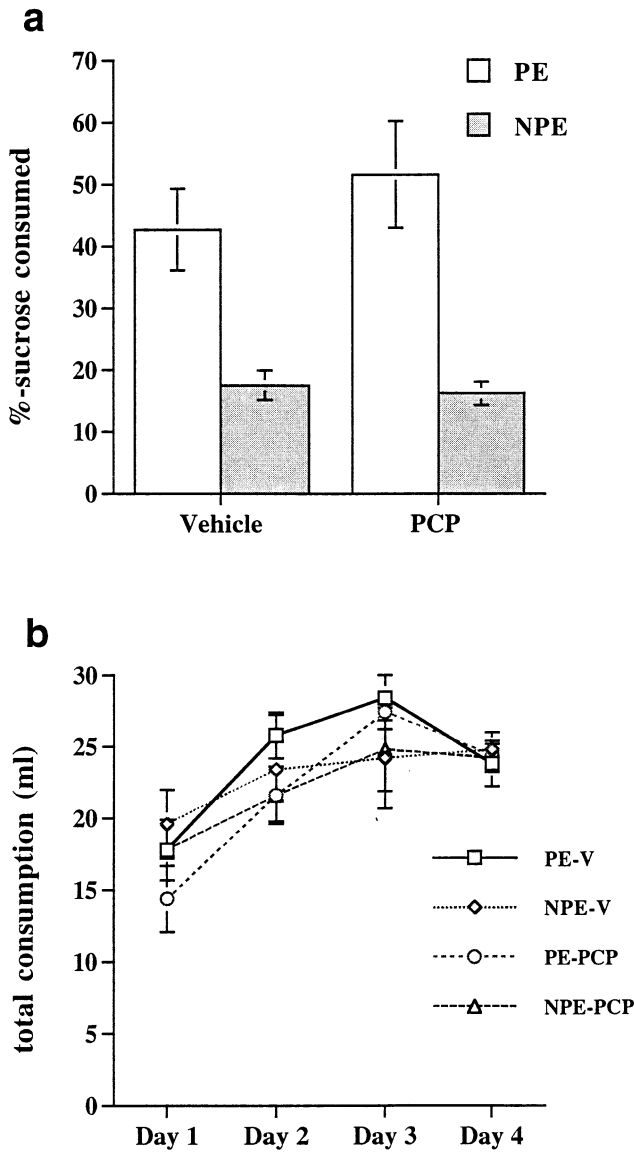 a
70
60
50
40
30
20
10
0
%-sucrose consumed
PE
NPE
Vehicle PCP
b
30
25
20
15
10
5
0
total consumption (ml)
PE-V
NPE-V
PE-PCP
NPE-PCP
Day 1 Day 2 Day 3 Day 4